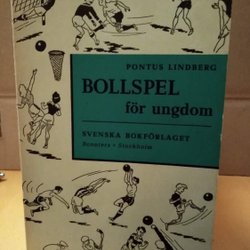 PONTUS LINDBERG
BOLLSPEL
för ungdom
SVENSKA BOKFÖRLAGET
Bonniers • Stockholm